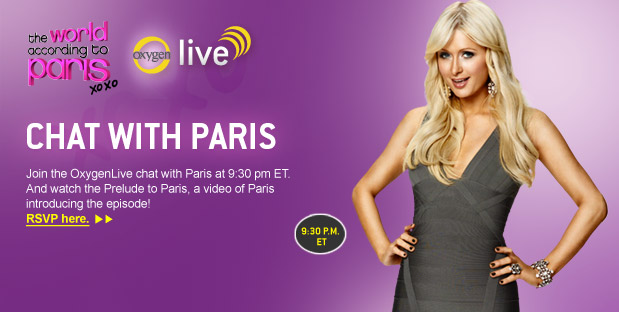 the world
according to
paris
xoxo
oxygen live
CHAT WITH PARIS
Join the OxygenLive chat with Paris at 9:30 pm ET.
And watch the Prelude to Paris, a video of Paris
introducing the episode!
RSVP here.
9:30 P.M.
ET